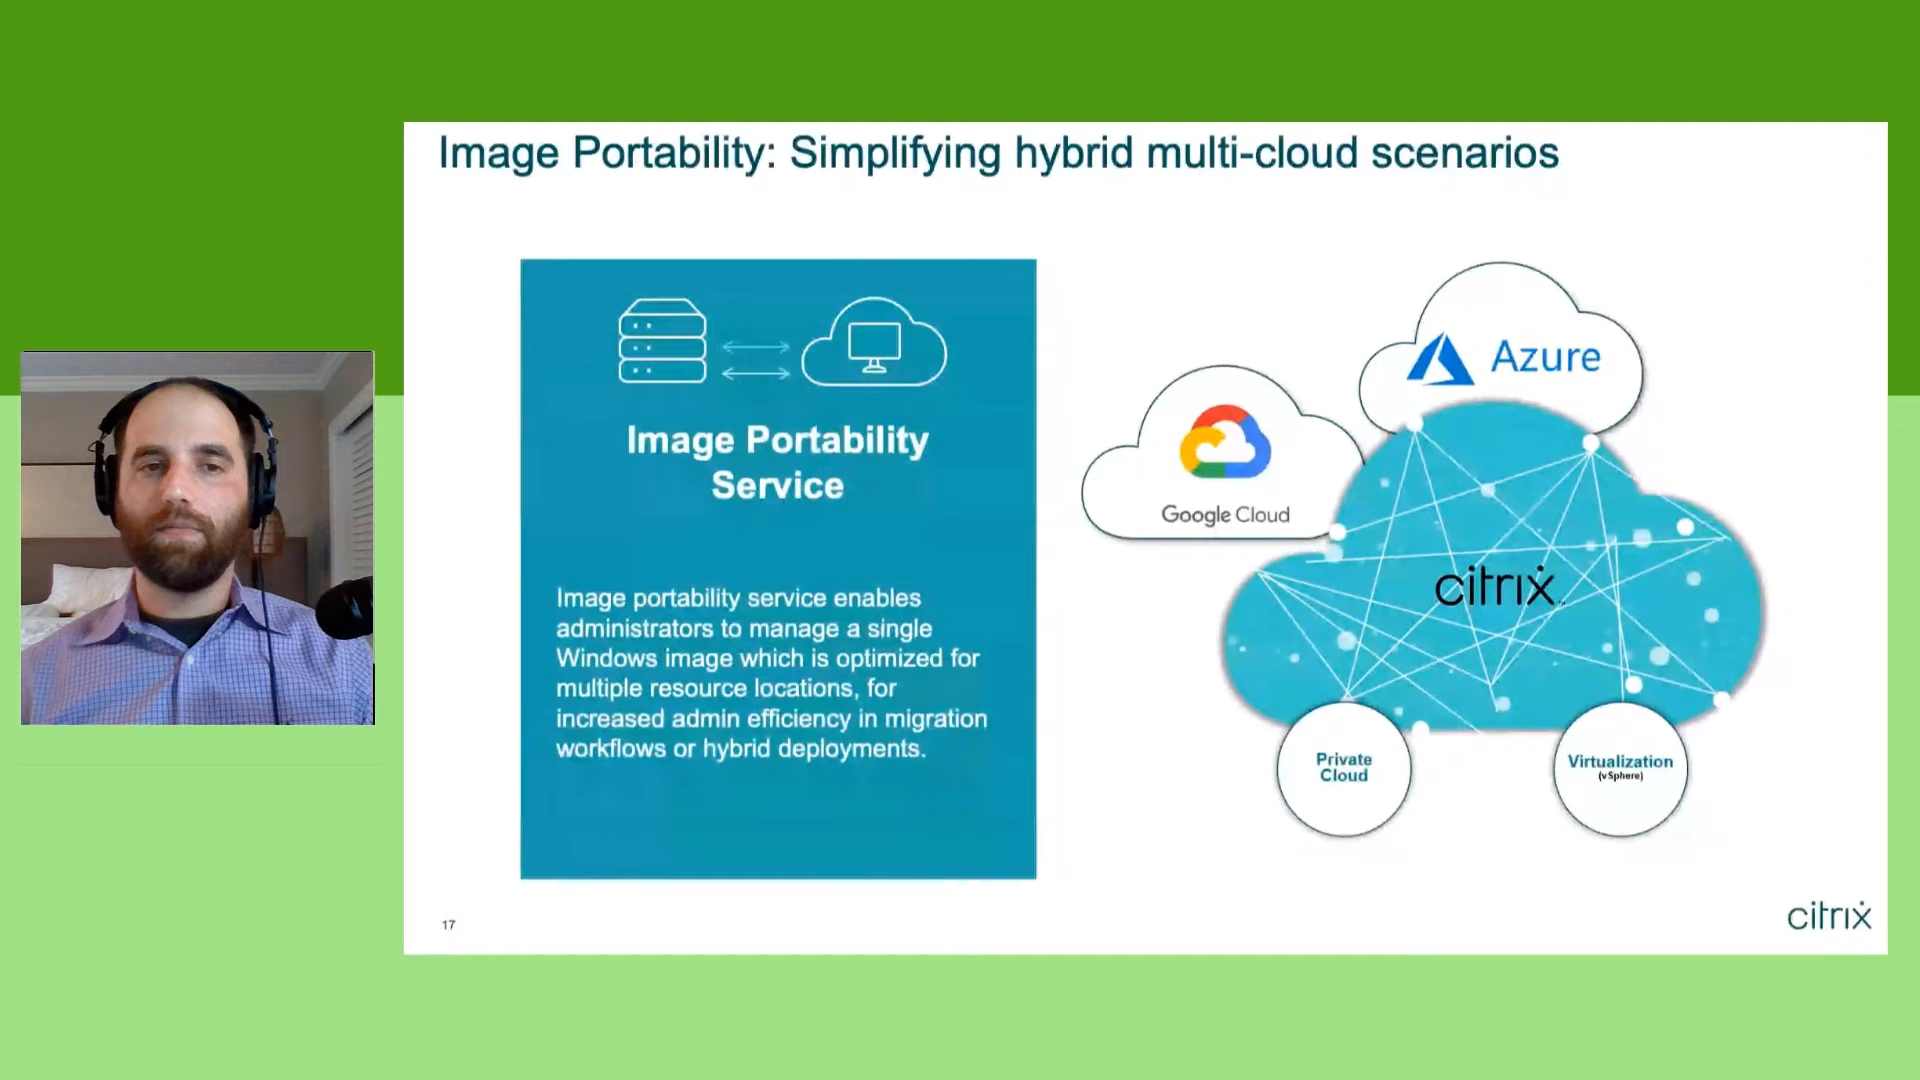 Image Portability: Simplifying hybrid multi-cloud scenarios
Image Portability
Service
Image portability service enables
administrators to manage a single
Windows image which is optimized for
multiple resource locations, for
increased admin efficiency in migration
workflows or hybrid deployments.
Azure
Google Cloud
citrix
Private
Cloud
Virtualization
(vSphere)
17
citrix